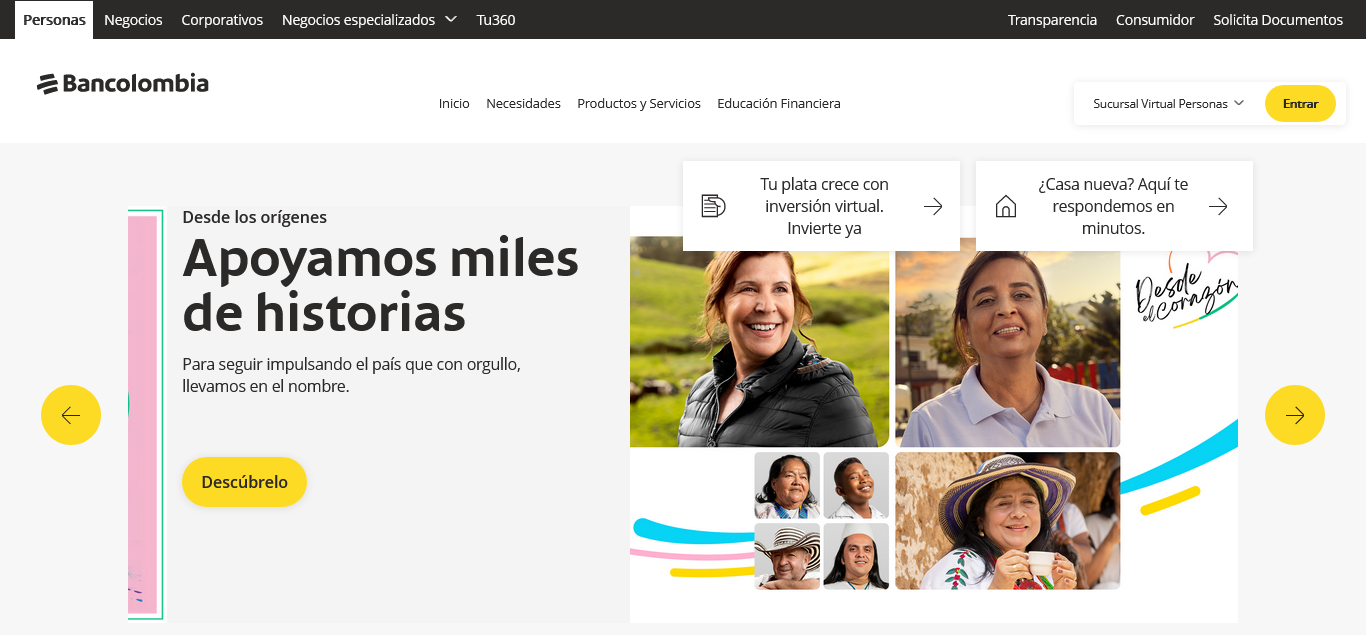 Personas Negocios Corporativos Negocios especializados Tu360 Transparencia Consumidor Solicita Documentos
Bancolombia
Inicio Necesidades Productos y Servicios Educación Financiera
Sucursal Virtual Personas Entrar
Tu plata crece con
inversión virtual.
Invierte ya
¿Casa nueva? Aquí te
respondemos en
minutos.
Desde los orígenes
Apoyamos miles
de historias
Para seguir impulsando el país que con orgullo,
llevamos en el nombre.
Descúbrelo
Desde
el corazón